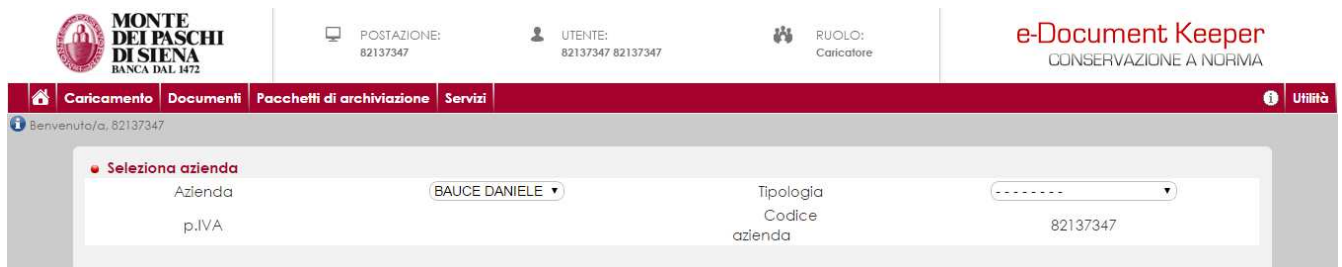 MONTE
DEI PASCHI
DI SIENA
BANCA DAL 1472
POSTAZIONE:
82137347
UTENTE:
82137347 82137347
RUOLO:
Caricatore
e-Document Keeper
CONSERVAZIONE A NORMA
Caricamento Documenti Pacchetti di archiviazione Servizi Utilità
Benvenuto/a, 82137347
Seleziona azienda
Azienda BAUCE DANIELE Tipologia --------
p.IVA Codice azienda 82137347